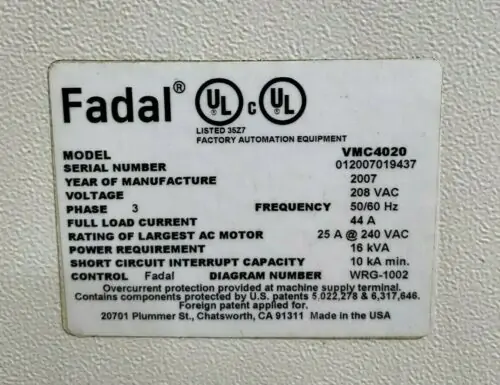 Fadal® UL c UL
LISTED 35Z7
FACTORY AUTOMATION EQUIPMENT
MODEL VMC4020
SERIAL NUMBER 012007019437
YEAR OF MANUFACTURE 2007
VOLTAGE 208 VAC
PHASE 3 FREQUENCY 50/60 Hz
FULL LOAD CURRENT 44 A
RATING OF LARGEST AC MOTOR 25 A @ 240 VAC
POWER REQUIREMENT 16 kVA
SHORT CIRCUIT INTERRUPT CAPACITY 10 kA min.
CONTROL Fadal DIAGRAM NUMBER WRG-1002
Overcurrent protection provided at machine supply terminal.
Contains components protected by U.S. patents 5,022,278 & 6,317,646.
Foreign patent applied for.
20701 Plummer St., Chatsworth, CA 91311 Made in the USA